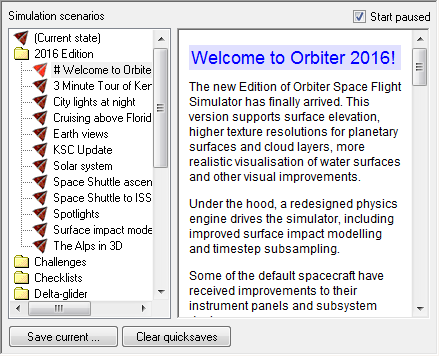 Simulation scenarios
Start paused
(Current state)
2016 Edition
# Welcome to Orbite
3 Minute Tour of Ker
City lights at night
Cruising above Florid
Earth views
KSC Update
Solar system
Space Shuttle ascen
Space Shuttle to ISS
Spotlights
Surface impact mode
The Alps in 3D
Challenges
Checklists
Delta-glider
Welcome to Orbiter 2016!
The new Edition of Orbiter Space Flight
Simulator has finally arrived. This
version supports surface elevation,
higher texture resolutions for planetary
surfaces and cloud layers, more
realistic visualisation of water surfaces
and other visual improvements.
Under the hood, a redesigned physics
engine drives the simulator, including
improved surface impact modelling
and timestep subsampling.
Some of the default spacecraft have
received improvements to their
instrument panels and subsystem
Save current ...
Clear quicksaves